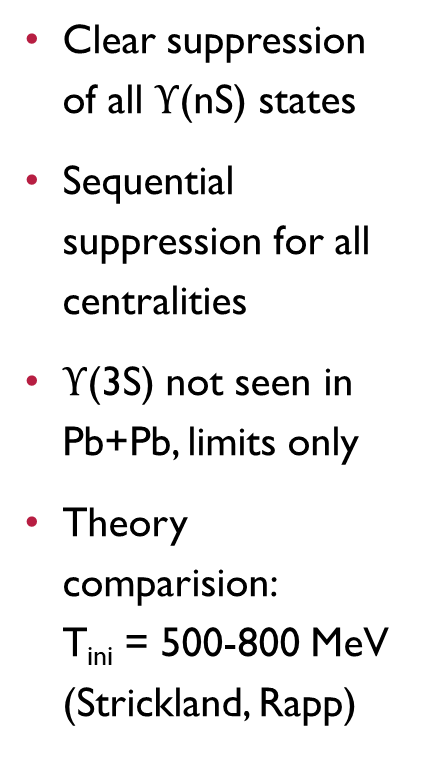 • Clear suppression
of all ϒ(nS) states
• Sequential
suppression for all
centralities
• ϒ(3S) not seen in
Pb+Pb, limits only
• Theory
comparision:
Tini = 500-800 MeV
(Strickland, Rapp)